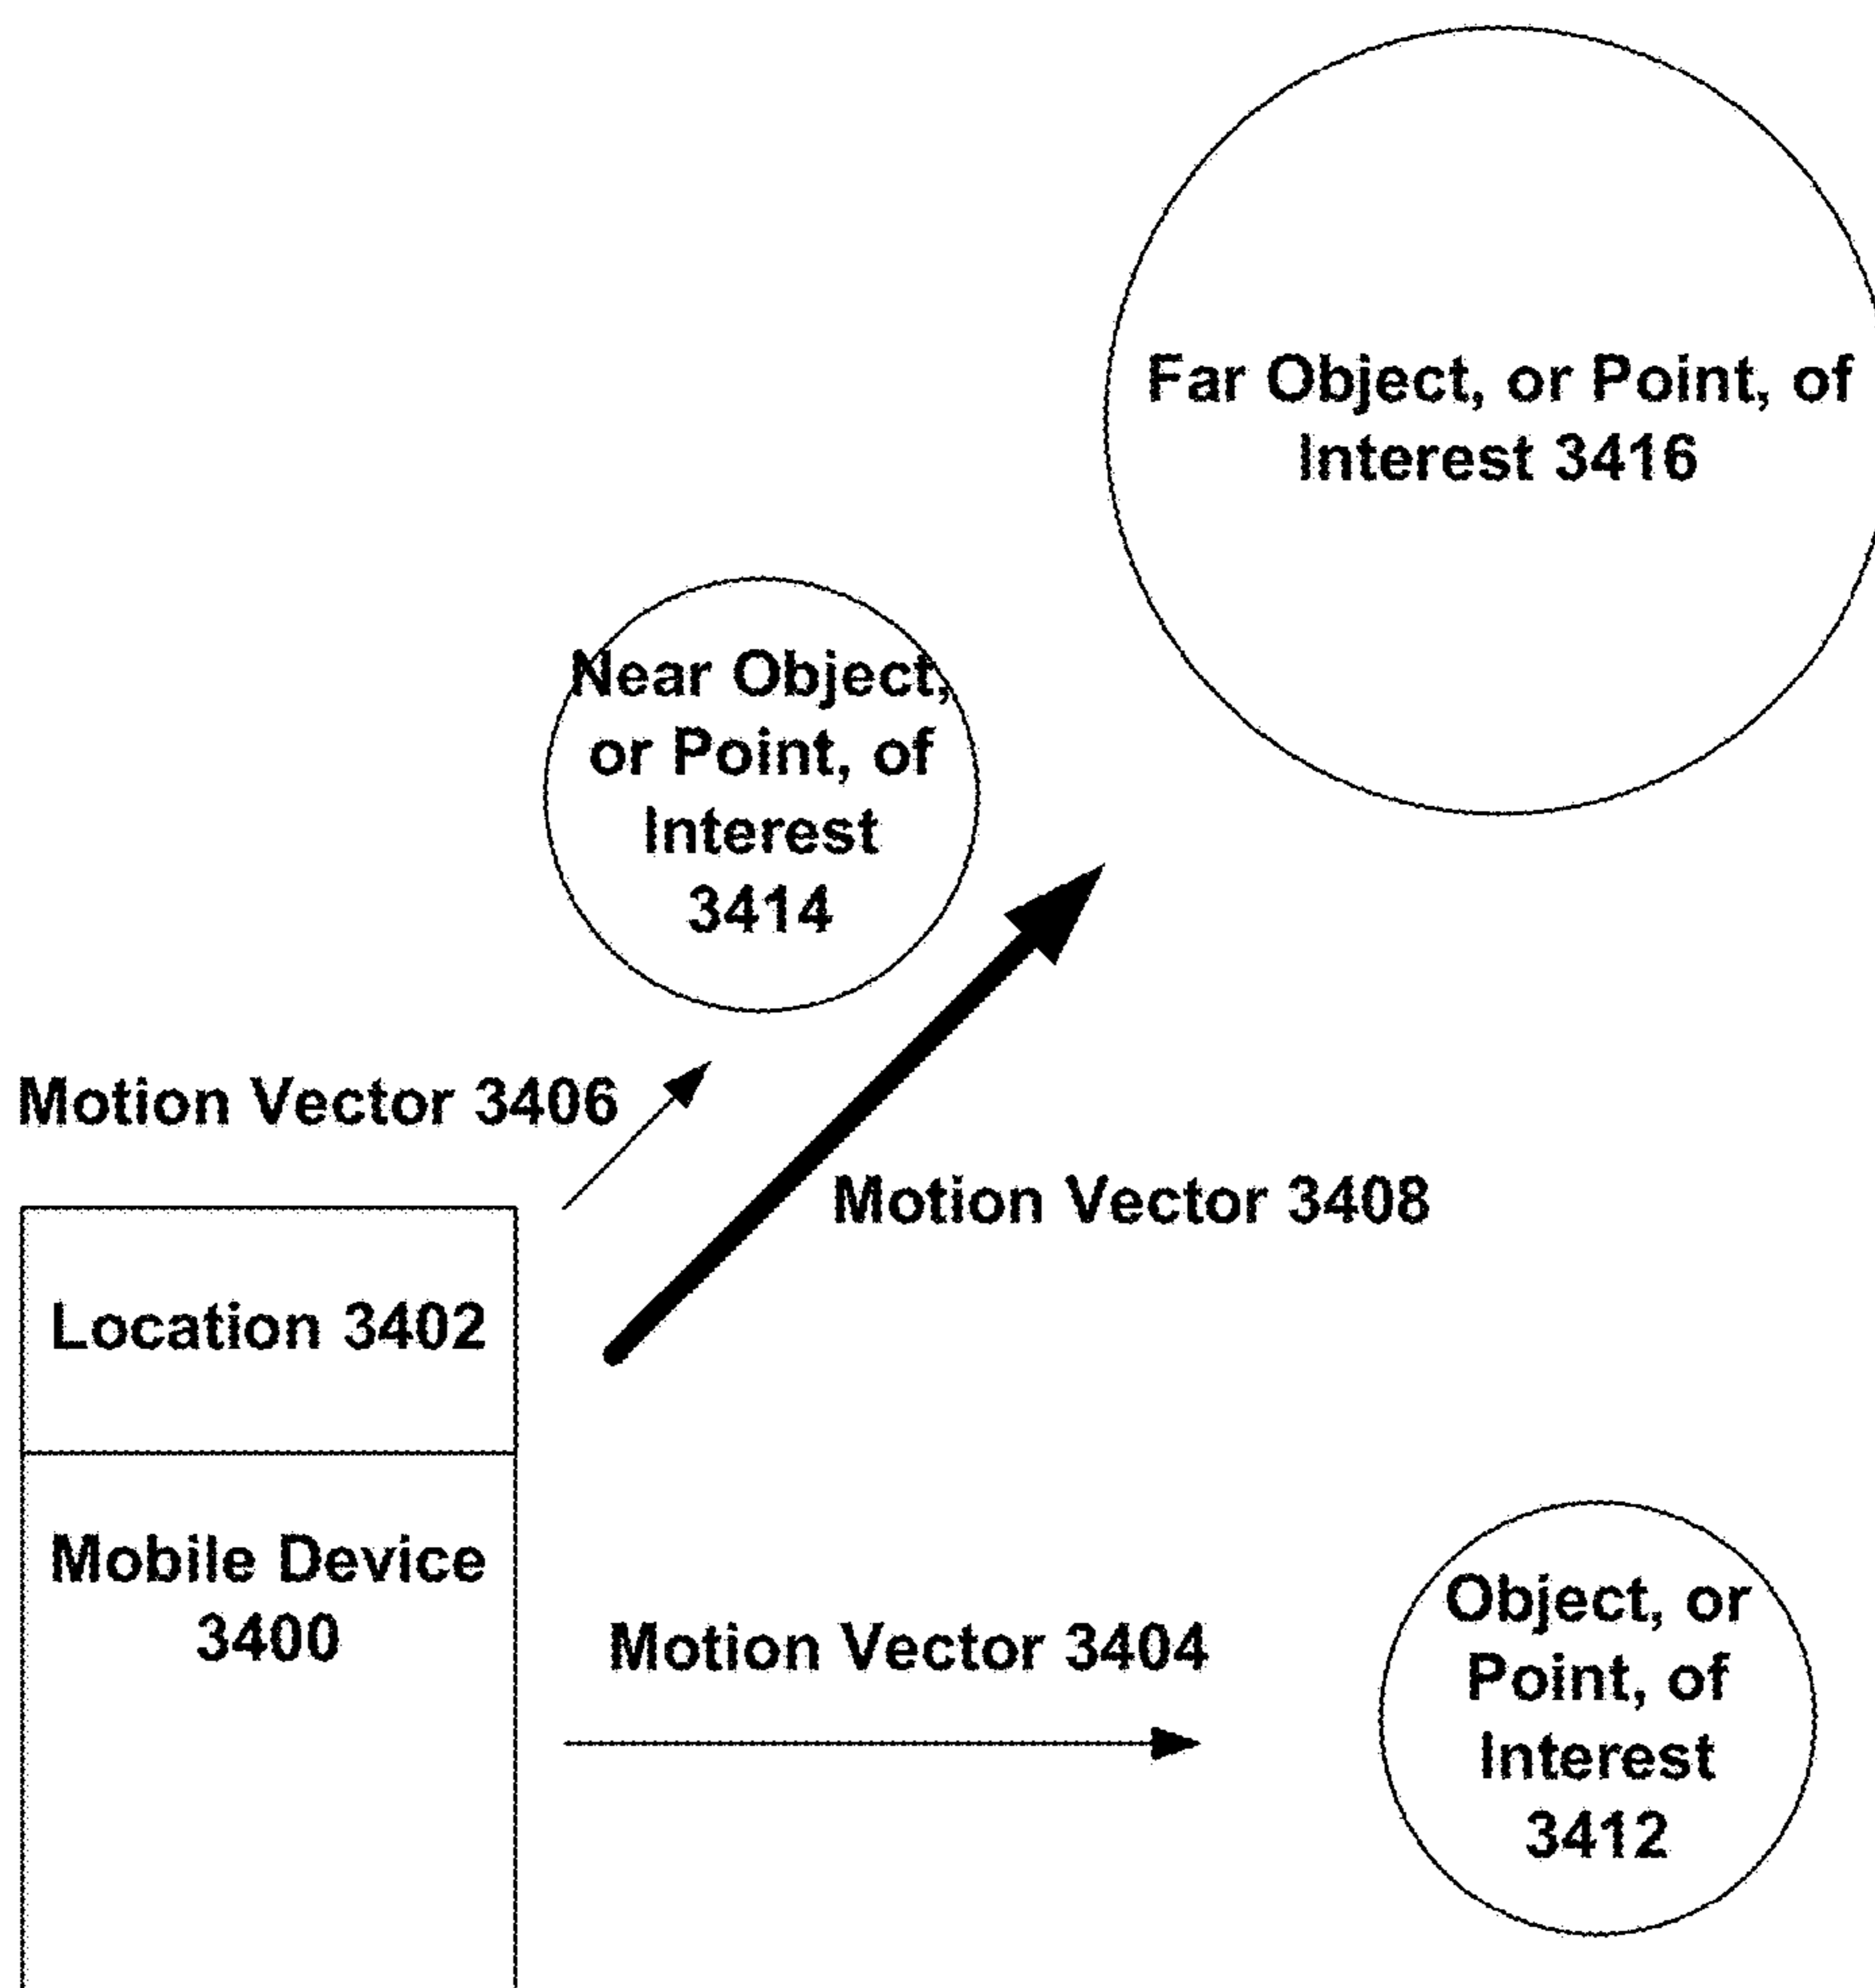 Far Object, or Point, of
Interest 3416
Near Object,
or Point, of
Interest
3414
Motion Vector 3406
Motion Vector 3408
Location 3402
Mobile Device
3400
Motion Vector 3404
Object, or
Point, of
Interest
3412